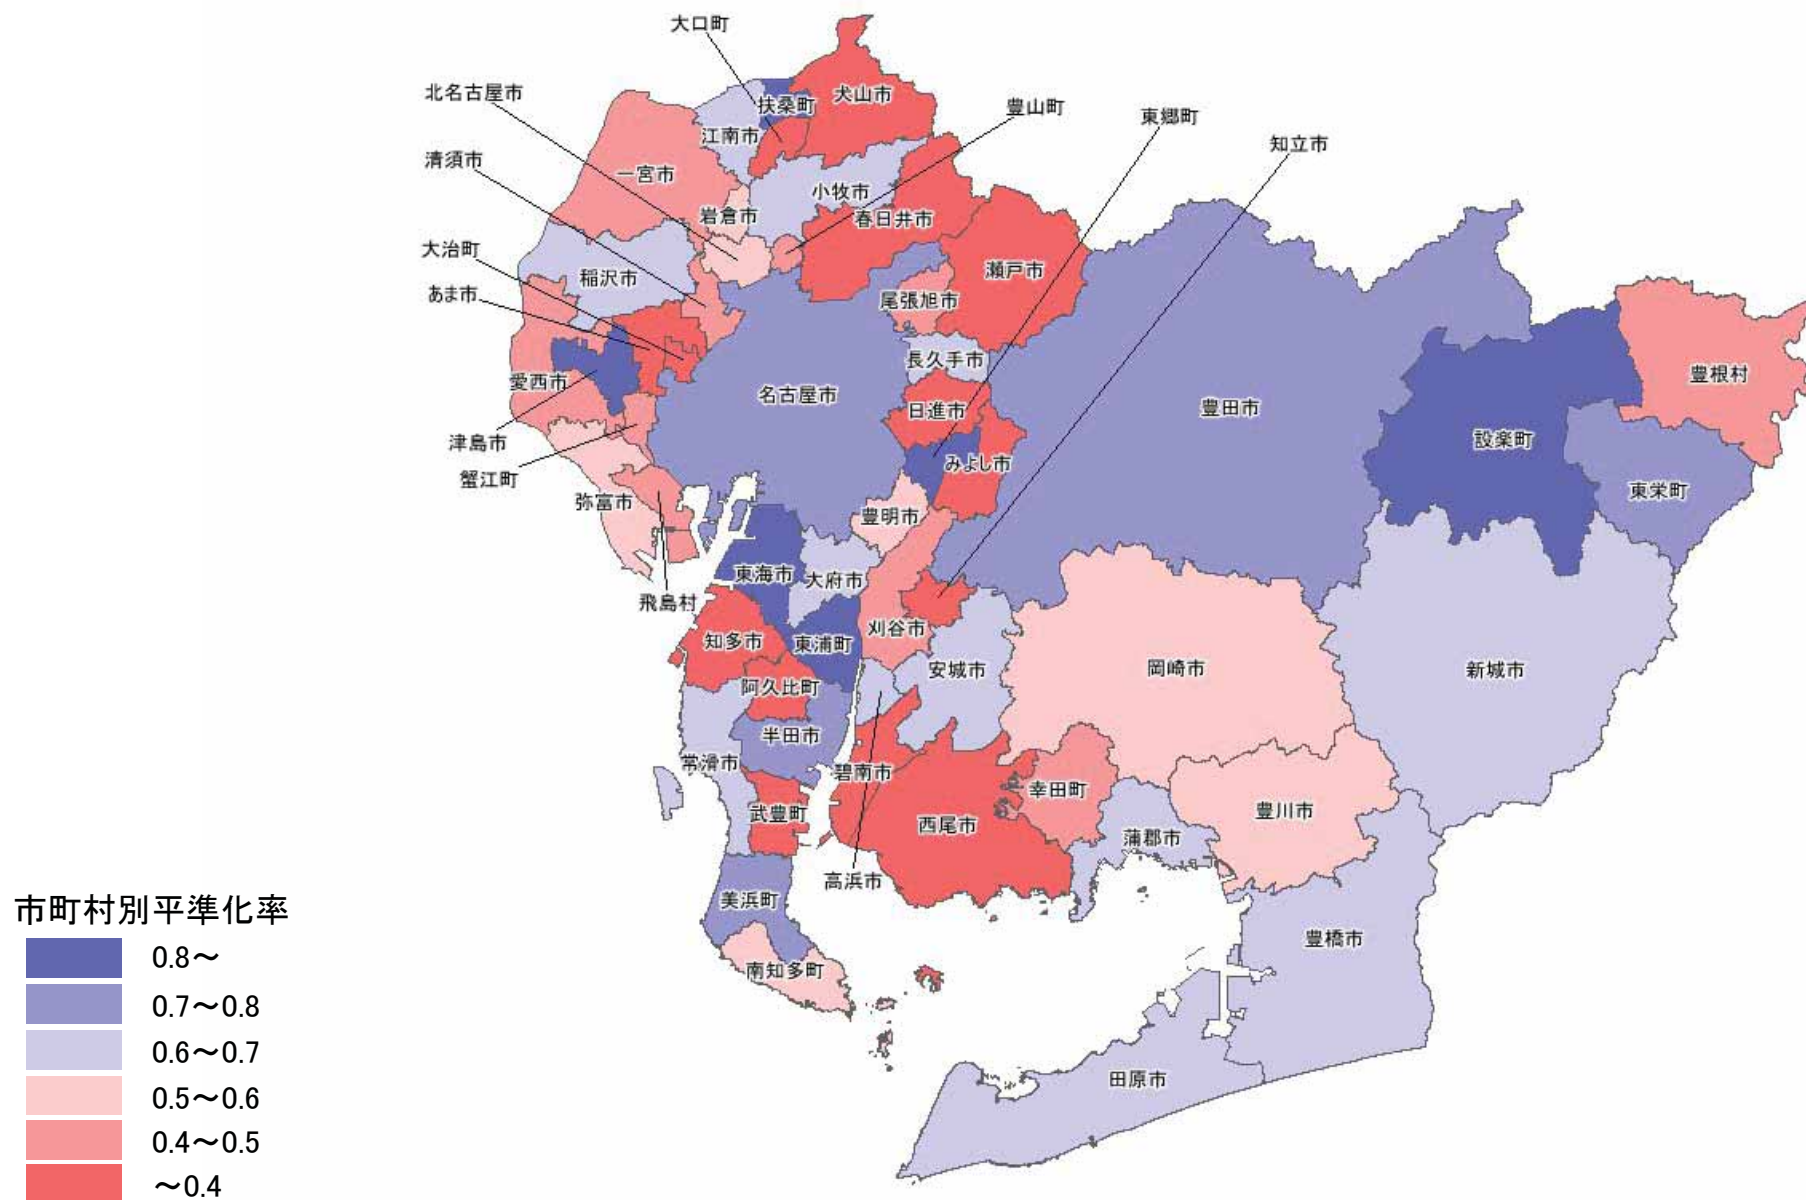 大口町
北名古屋市
扶桑町
犬山市
豊山町
東郷町
江南市
知立市
清須市
一宮市
小牧市
岩倉市
春日井市
大治町
稲沢市
瀬戸市
あま市
尾張旭市
長久手市
愛西市
名古屋市
日進市
豊田市
豊根村
津島市
設楽町
みよし市
蟹江町
東栄町
弥富市
豊明市
東海市
大府市
飛島村
知多市
東浦町
刈谷市
安城市
岡崎市
新城市
阿久比町
半田市
常滑市
碧南市
幸田町
武豊町
西尾市
豊川市
蒲郡市
高浜市
美浜町
豊橋市
南知多町
田原市
市町村別平準化率
0.8～
0.7～0.8
0.6～0.7
0.5～0.6
0.4～0.5
～0.4